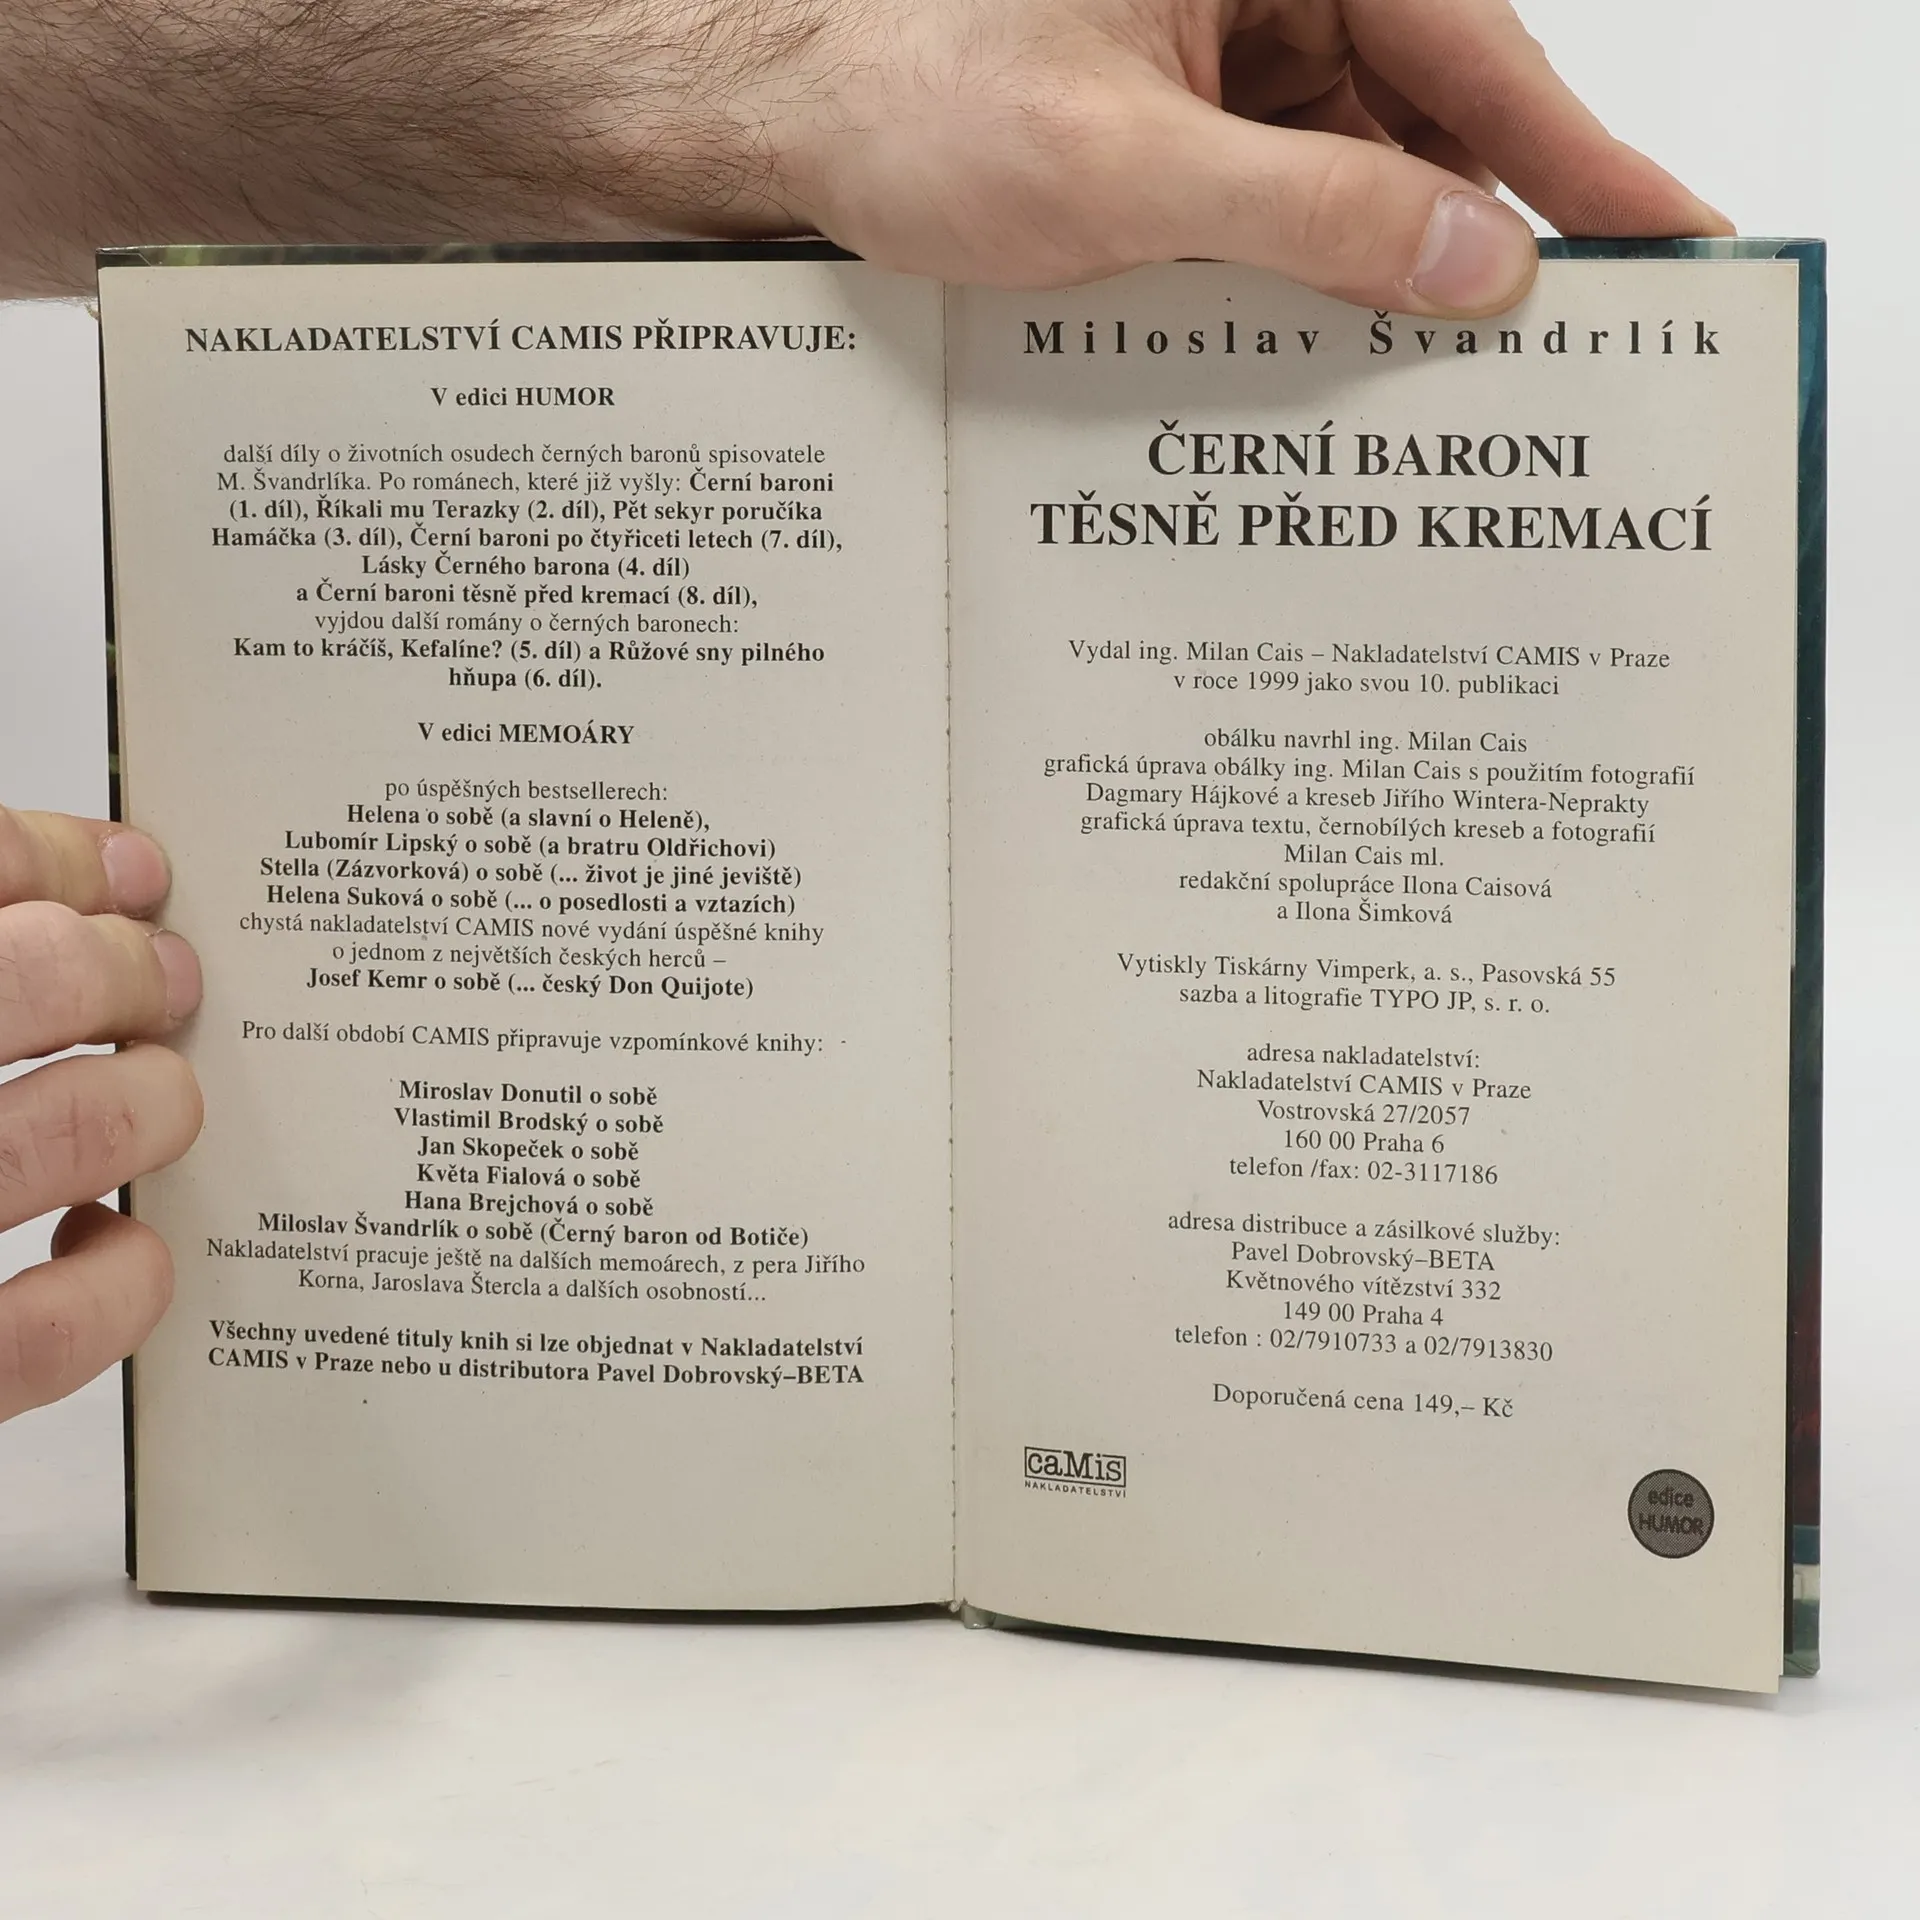 NAKLADATELSTVÍ CAMIS PŘIPRAVUJE:
V edici HUMOR
další díly o životních osudech černých baronů spisovatele
M. Švandrlíka. Po románech, které již vyšly: Černí baroni
(1. díl), Říkali mu Terazky (2. díl), Pět sekyr poručíka
Hamáčka (3. díl), Černí baroni po čtyřiceti letech (7. díl),
Lásky Černého barona (4. díl)
a Černí baroni těsně před kremací (8. díl),
vyjdou další romány o černých baronech:
Kam to kráčíš, Kefalíne? (5. díl) a Růžové sny pilného
hňupa (6. díl).
V edici MEMOÁRY
po úspěšných bestsellerech:
Helena o sobě (a slavní o Heleně),
Lubomír Lipský o sobě (a bratru Oldřichovi)
Stella (Zázvorková) o sobě (... život je jiné jeviště)
Helena Suková o sobě (... o posedlosti a vztazích)
chystá nakladatelství CAMIS nové vydání úspěšné knihy
o jednom z největších českých herců –
Josef Kemr o sobě (... český Don Quijote)
Pro další období CAMIS připravuje vzpomínkové knihy:
Miroslav Donutil o sobě
Vlastimil Brodský o sobě
Jan Skopeček o sobě
Květa Fialová o sobě
Hana Brejchová o sobě
Miloslav Švandrlík o sobě (Černý baron od Botiče)
Nakladatelství pracuje ještě na dalších memoárech, z pera Jiřího
Korna, Jaroslava Štercla a dalších osobností...
Všechny uvedené tituly knih si lze objednat v Nakladatelství
CAMIS v Praze nebo u distributora Pavel Dobrovský–BETA
Miloslav Švandrlík
ČERNÍ BARONI
TĚSNĚ PŘED KREMACÍ
Vydal ing. Milan Cais – Nakladatelství CAMIS v Praze
v roce 1999 jako svou 10. publikaci
obálku navrhl ing. Milan Cais
grafická úprava obálky ing. Milan Cais s použitím fotografií
Dagmary Hájkové a kreseb Jiřího Wintera-Neprakty
grafická úprava textu, černobílých kreseb a fotografií
Milan Cais ml.
redakční spolupráce Ilona Caisová
a Ilona Šimková
Vytiskly Tiskárny Vimperk, a. s., Pasovská 55
sazba a litografie TYPO JP, s. r. o.
adresa nakladatelství:
Nakladatelství CAMIS v Praze
Vostrovská 27/2057
160 00 Praha 6
telefon /fax: 02-3117186
adresa distribuce a zásilkové služby:
Pavel Dobrovský–BETA
Květnového vítězství 332
149 00 Praha 4
telefon : 02/7910733 a 02/7913830
Doporučená cena 149,– Kč
caMis
NAKLADATELSTVÍ
edice
HUMOR